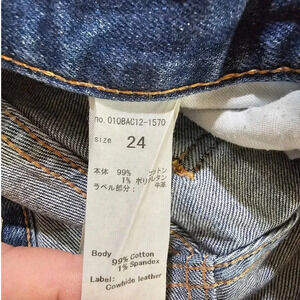 no.010BAC12-1570
size 24
本体 99% コットン
1% ポリウレタン
ラベル部分: 牛革
Body
99% Cotton
1% Spandex
Label:
Cowhide leather